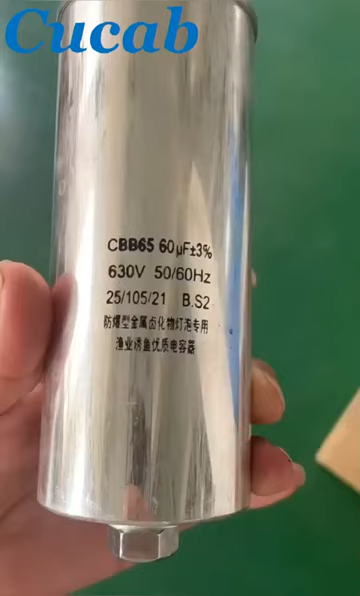 Cucab
CBB65 60μF±3%
630V 50/60Hz
25/105/21 B.S2
防爆型金属卤化物灯泡专用
渔业诱鱼优质电容器